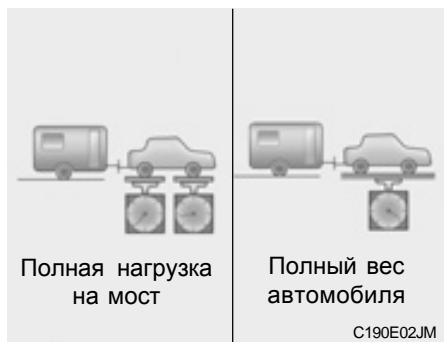 Полная нагрузка
на мост
Полный вес
автомобиля
C190E02JM